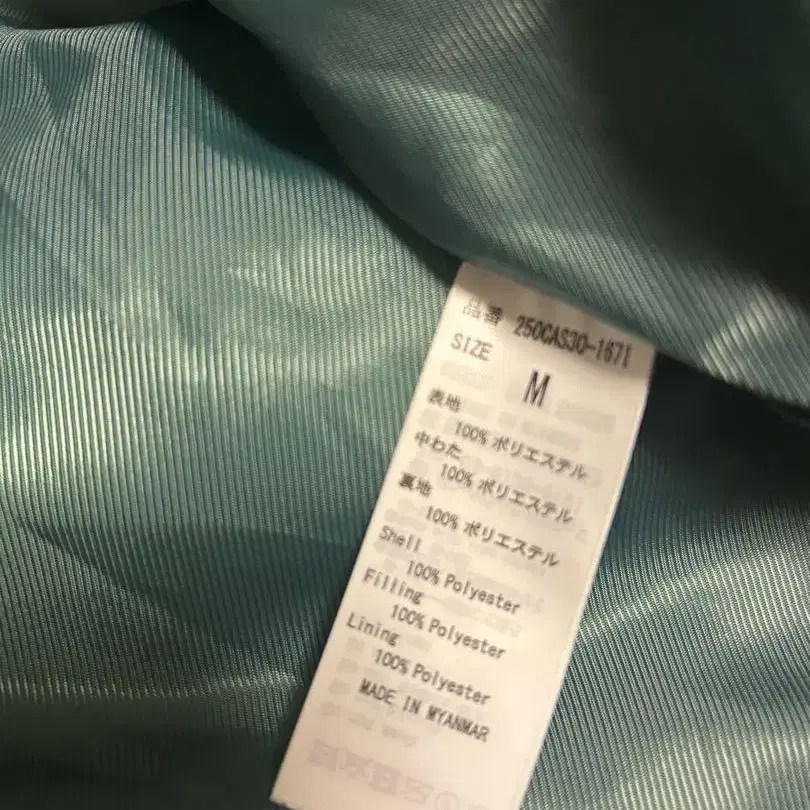 品番 250CAS30-167I
SIZE
M
表地
100% ポリエステル
中わた
100% ポリエステル
裏地
100% ポリエステル
Shell
100% Polyester
Filling
100% Polyester
Lining
100% Polyester
MADE IN MYANMAR